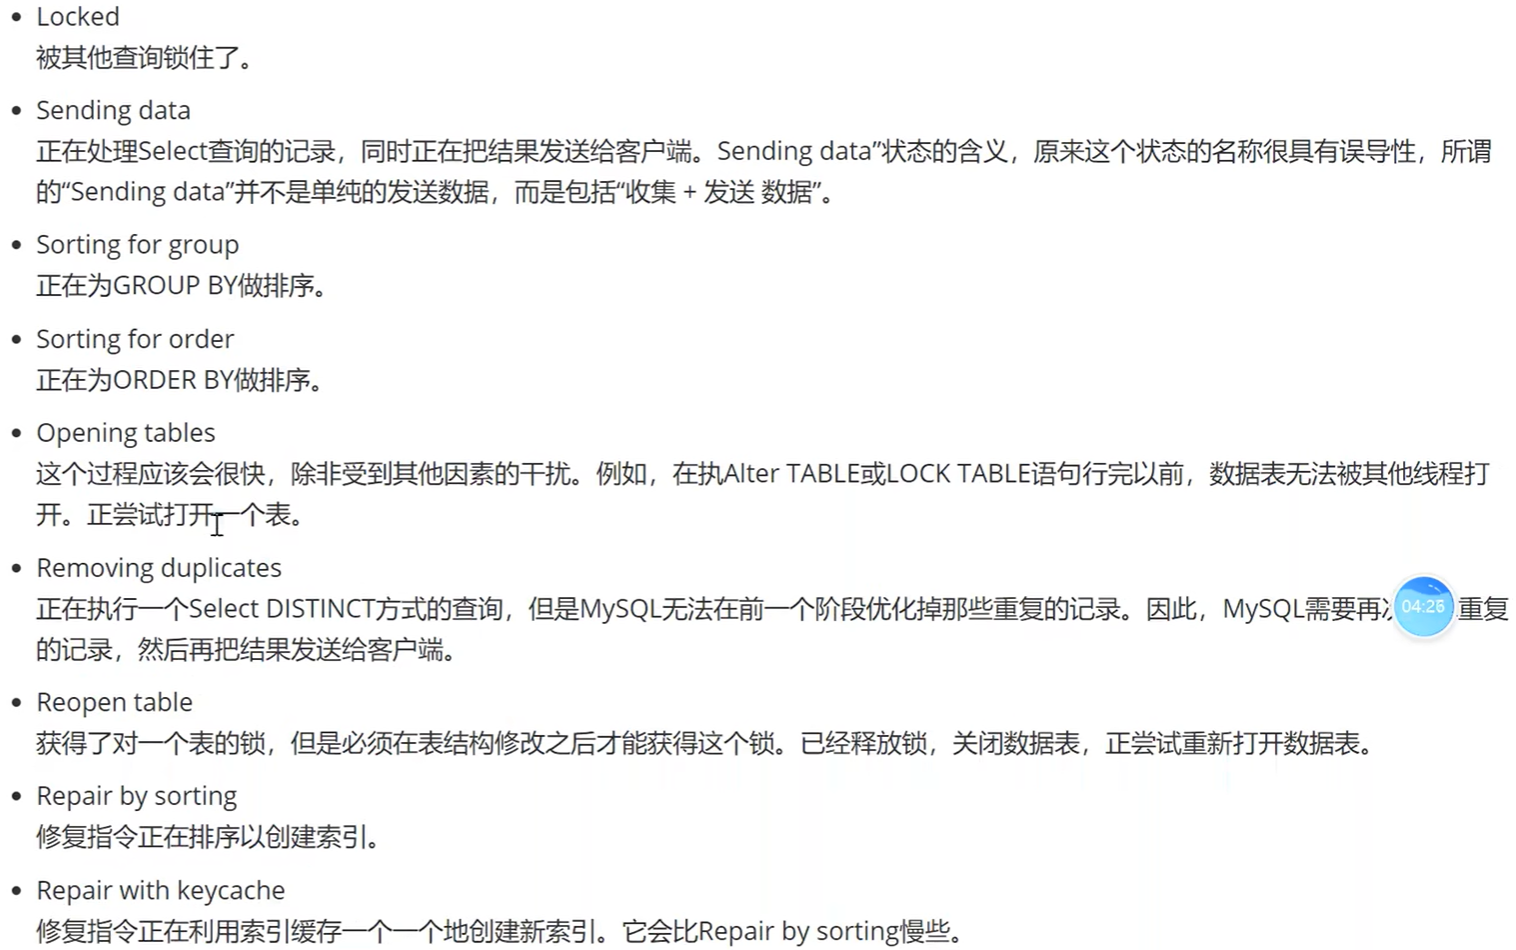 Locked
被其他查询锁住了。
Sending data
正在处理Select查询的记录，同时正在把结果发送给客户端。Sending data”状态的含义，原来这个状态的名称很具有误导性，所谓
的“Sending data”并不是单纯的发送数据，而是包括“收集 + 发送 数据”。
Sorting for group
正在为GROUP BY做排序。
Sorting for order
正在为ORDER BY做排序。
Opening tables
这个过程应该会很快，除非受到其他因素的干扰。例如，在执Alter TABLE或LOCK TABLE语句行完以前，数据表无法被其他线程打
开。正尝试打开一个表。
Removing duplicates
正在执行一个Select DISTINCT方式的查询，但是MySQL无法在前一个阶段优化掉那些重复的记录。因此，MySQL需要再 04:26 重复
的记录，然后再把结果发送给客户端。
Reopen table
获得了对一个表的锁，但是必须在表结构修改之后才能获得这个锁。已经释放锁，关闭数据表，正尝试重新打开数据表。
Repair by sorting
修复指令正在排序以创建索引。
Repair with keycache
修复指令正在利用索引缓存一个一个地创建新索引。它会比Repair by sorting慢些。